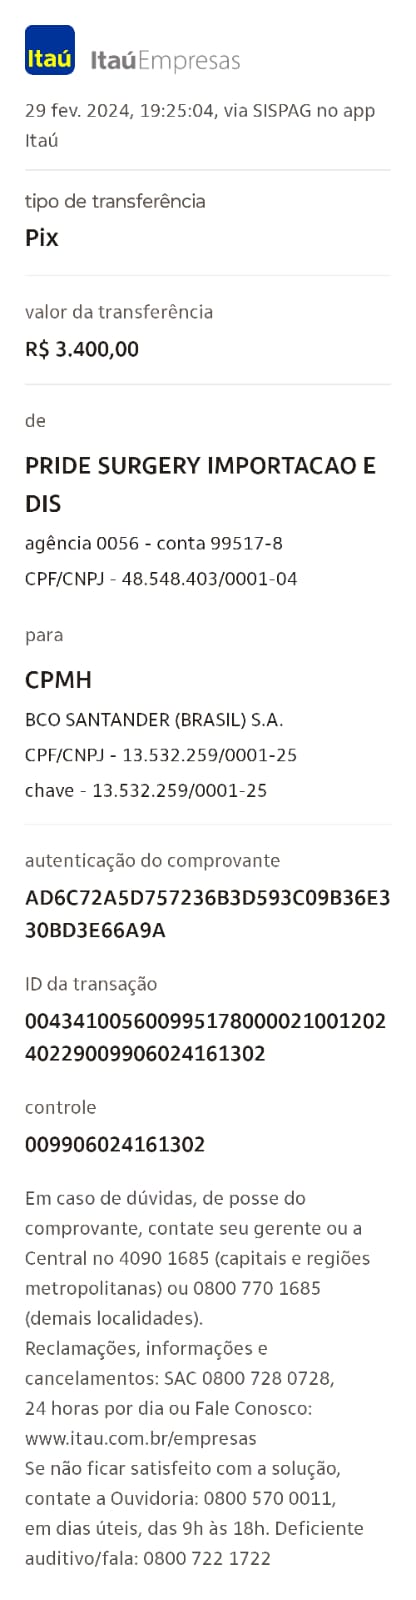 Itaú ItaúEmpresas
29 fev. 2024, 19:25:04, via SISPAG no app
Itaú
tipo de transferência
Pix
valor da transferência
R$ 3.400,00
de
PRIDE SURGERY IMPORTACAO E
DIS
agência 0056 - conta 99517-8
CPF/CNPJ - 48.548.403/0001-04
para
CPMH
BCO SANTANDER (BRASIL) S.A.
CPF/CNPJ - 13.532.259/0001-25
chave - 13.532.259/0001-25
autenticação do comprovante
AD6C72A5D757236B3D593C09B36E3
30BD3E66A9A
ID da transação
004341005600995178000021001202
40229009906024161302
controle
009906024161302
Em caso de dúvidas, de posse do
comprovante, contate seu gerente ou a
Central no 4090 1685 (capitais e regiões
metropolitanas) ou 0800 770 1685
(demais localidades).
Reclamações, informações e
cancelamentos: SAC 0800 728 0728,
24 horas por dia ou Fale Conosco:
www.itau.com.br/empresas
Se não ficar satisfeito com a solução,
contate a Ouvidoria: 0800 570 0011,
em dias úteis, das 9h às 18h. Deficiente
auditivo/fala: 0800 722 1722